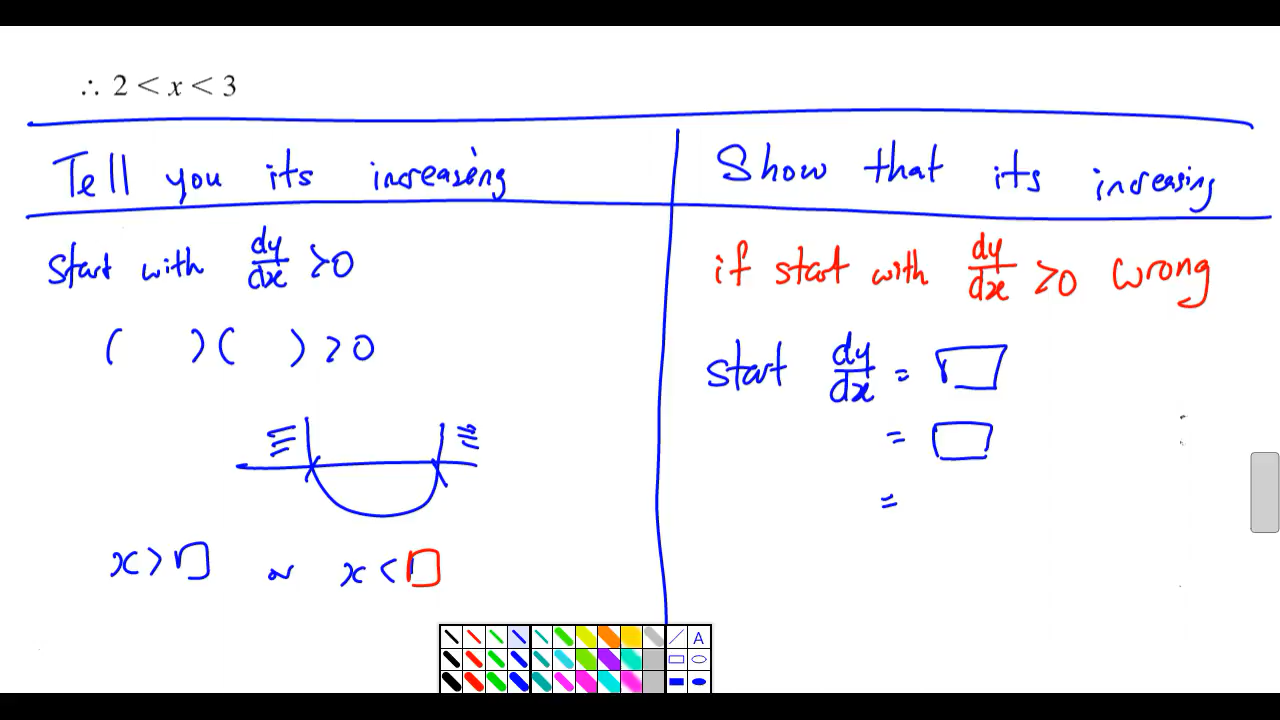 ∴ 2 < x < 3
Tell you its increasing
Start with dy/dx > 0
( )( ) > 0
x > □ or x < □
Show that its increasing
if start with dy/dx > 0 wrong
start dy/dx = □
= □
=
A